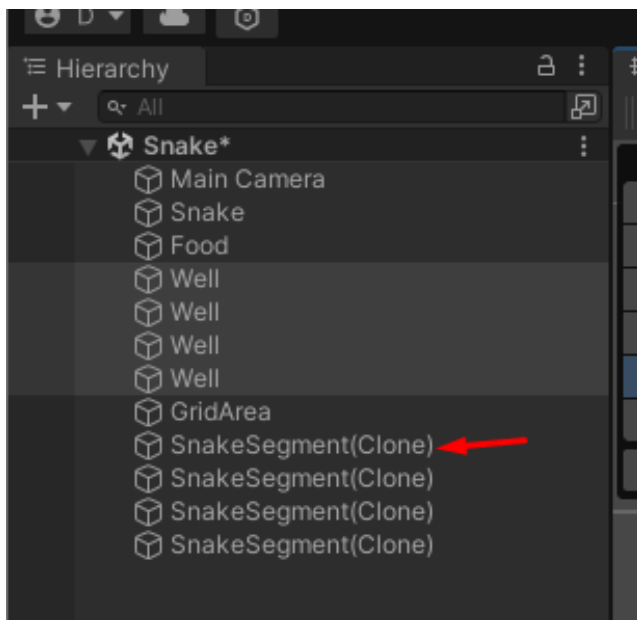 D
Hierarchy
All
Snake*
Main Camera
Snake
Food
Well
Well
Well
Well
GridArea
SnakeSegment(Clone)
SnakeSegment(Clone)
SnakeSegment(Clone)
SnakeSegment(Clone)